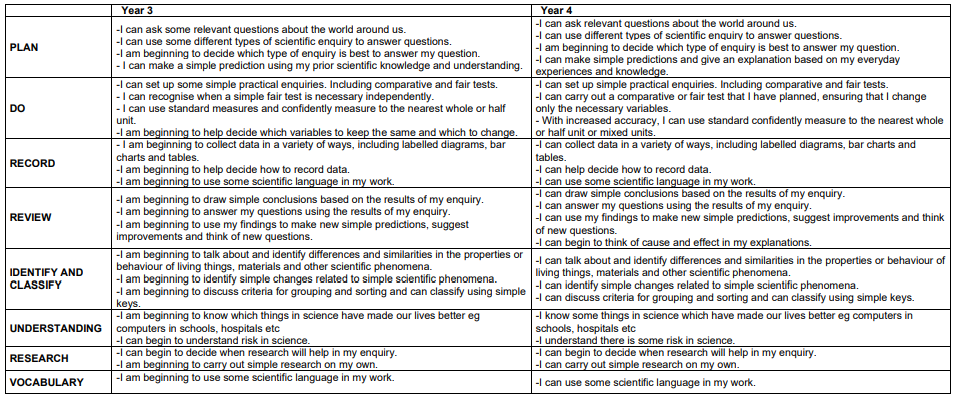 Year 3
Year 4
PLAN
-I can ask some relevant questions about the world around us.
-I can use some different types of scientific enquiry to answer questions.
-I am beginning to decide which type of enquiry is best to answer my question.
- I can make a simple prediction using my prior scientific knowledge and understanding.
-I can ask relevant questions about the world around us.
-I can use different types of scientific enquiry to answer questions.
-I am beginning to decide which type of enquiry is best to answer my question.
-I can make simple predictions and give an explanation based on my everyday
experiences and knowledge.
DO
-I can set up some simple practical enquiries. Including comparative and fair tests.
- I can recognise when a simple fair test is necessary independently.
- I can use standard measures and confidently measure to the nearest whole or half
unit.
-I am beginning to help decide which variables to keep the same and which to change.
-I can set up simple practical enquiries. Including comparative and fair tests.
-I can carry out a comparative or fair test that I have planned, ensuring that I change
only the necessary variables.
- With increased accuracy, I can use standard confidently measure to the nearest whole
or half unit or mixed units.
RECORD
- I am beginning to collect data in a variety of ways, including labelled diagrams, bar
charts and tables.
-I am beginning to help decide how to record data.
-I am beginning to use some scientific language in my work.
-I can collect data in a variety of ways, including labelled diagrams, bar charts and
tables.
-I can help decide how to record data.
-I can use some scientific language in my work.
REVIEW
-I am beginning to draw simple conclusions based on the results of my enquiry.
-I am beginning to answer my questions using the results of my enquiry.
-I am beginning to use my findings to make new simple predictions, suggest
improvements and think of new questions.
-I can draw simple conclusions based on the results of my enquiry.
-I can answer my questions using the results of my enquiry.
-I can use my findings to make new simple predictions, suggest improvements and think
of new questions.
-I can begin to think of cause and effect in my explanations.
IDENTIFY AND
CLASSIFY
-I am beginning to talk about and identify differences and similarities in the properties or
behaviour of living things, materials and other scientific phenomena.
-I am beginning to identify simple changes related to simple scientific phenomena.
-I am beginning to discuss criteria for grouping and sorting and can classify using simple
keys.
-I can talk about and identify differences and similarities in the properties or behaviour of
living things, materials and other scientific phenomena.
-I can identify simple changes related to simple scientific phenomena.
-I can discuss criteria for grouping and sorting and can classify using simple keys.
UNDERSTANDING
-I am beginning to know which things in science have made our lives better eg
computers in schools, hospitals etc
-I can begin to understand risk in science.
-I know some things in science which have made our lives better eg computers in
schools, hospitals etc
-I understand there is some risk in science.
RESEARCH
-I can begin to decide when research will help in my enquiry.
-I am beginning to carry out simple research on my own.
-I can begin to decide when research will help in my enquiry.
-I can carry out simple research on my own.
VOCABULARY
-I am beginning to use some scientific language in my work.
-I can use some scientific language in my work.